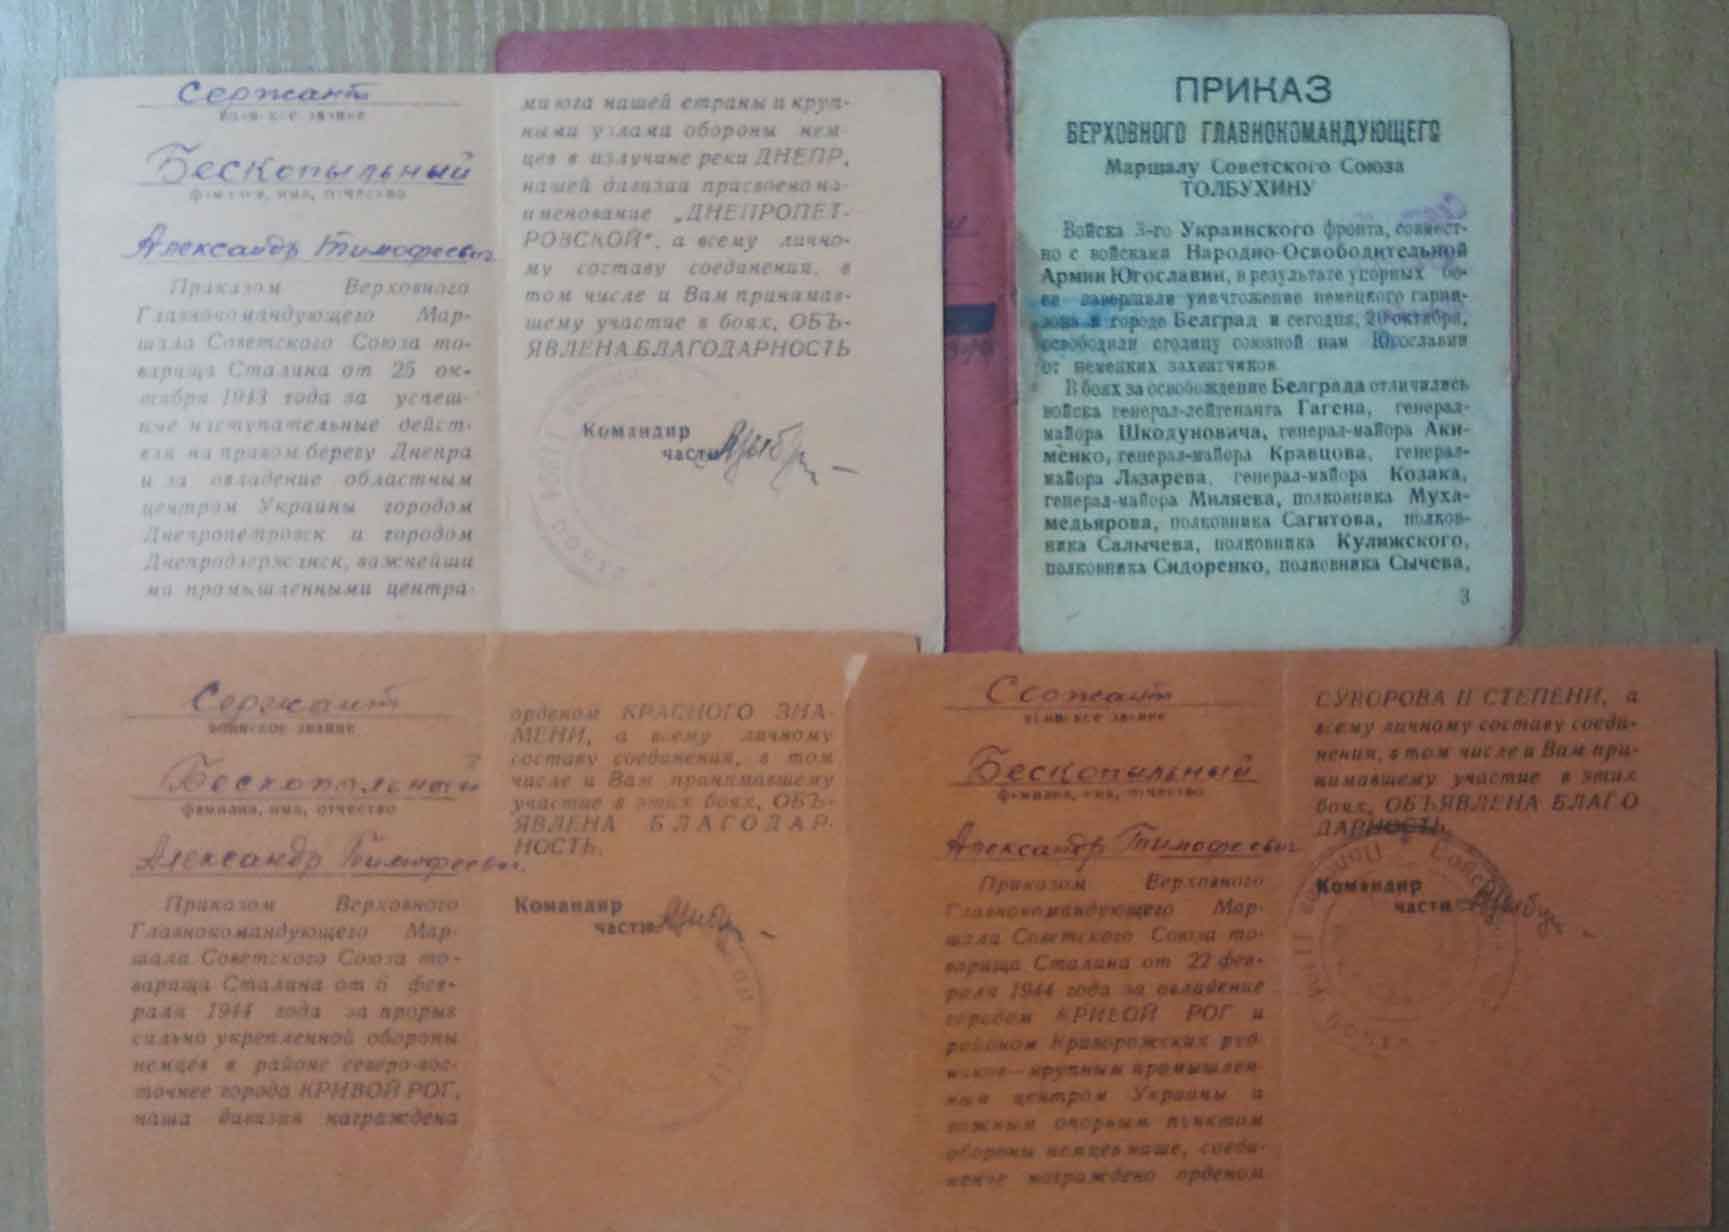 Сержант
воинское звание
Бескопыльный
фамилия, имя, отчество
Александр Тимофеевич
Приказом Верховного
Главнокомандующего Мар-
шала Советского Союза то-
варища Сталина от 25 ок-
тября 1943 года за успеш-
ные наступательные дейст-
вия на правом берегу Днепра
и за овладение областным
центром Украины городом
Днепропетровск и городом
Днепродзержинск, важнейши
ми промышленными центра-
ми юга нашей страны и круп-
ными узлами обороны нем-
цев в излучине реки ДНЕПР,
нашей дивизии присвоено на-
именование „ДНЕПРОПЕТ-
РОВСКОЙ", а всему лично-
му составу соединения, в
том числе и Вам принимав-
шему участие в боях, ОБЪ-
ЯВЛЕНА БЛАГОДАРНОСТЬ
Командир
части
ПРИКАЗ
ВЕРХОВНОГО ГЛАВНОКОМАНДУЮЩЕГО
Маршалу Советского Союза
ТОЛБУХИНУ
Войска 3-го Украинского фронта, совмест-
но с войсками Народно-Освободительной
Армии Югославии, в результате упорных бо-
ев завершили уничтожение немецкого гарни-
зона в городе Белград и сегодня, 20 октября,
освободили столицу союзной нам Югославии
от немецких захватчиков
В боях за освобождение Белграда отличились
войска генерал-лейтенанта Гагена, генерал-
майора Шкодуновича, генерал-майора Аки-
менко, генерал-майора Кравцова, генерал-
майора Лазарева, генерал-майора Козака,
генерал-майора Миляева, полковника Муха-
медьярова, полковника Сагитова, полков-
ника Салычева, полковника Кулижского,
полковника Сидоренко, полковника Сычева,
3
Сержант
воинское звание
Бескопыльный
фамилия, имя, отчество
Александр Тимофеевич.
Приказом Верховного
Главнокомандующего Мар-
шала Советского Союза то-
варища Сталина от 6 фев-
раля 1944 года за прорыв
сильно укрепленной обороны
немцев в районе северо-вос-
точнее города КРИВОЙ РОГ,
наша дивизия награждена
орденом КРАСНОГО ЗНА-
МЕНИ, а всему личному
составу соединения, в том
числе и Вам принимавшему
участие в этих боях, ОБЪ-
ЯВЛЕНА БЛАГОДАР-
НОСТЬ.
Командир
части
Сержант
воинское звание
Бескопыльный
фамилия, имя, отчество
Александр Тимофеевич
Приказом Верховного
Главнокомандующего Мар-
шала Советского Союза то-
варища Сталина от 22 фев-
раля 1944 года за овладение
городом КРИВОЙ РОГ и
районом Криворожских руд-
ников—крупным промышлен-
ным центром Украины и
важным опорным пунктом
обороны немцев наше, соеди-
нение награждено орденом
СУВОРОВА II СТЕПЕНИ, а
всему личному составу соеди-
нения, в том числе и Вам при-
нимавшему участие в этих
боях, ОБЪЯВЛЕНА БЛАГО
ДАРНОСТЬ.
Командир
части